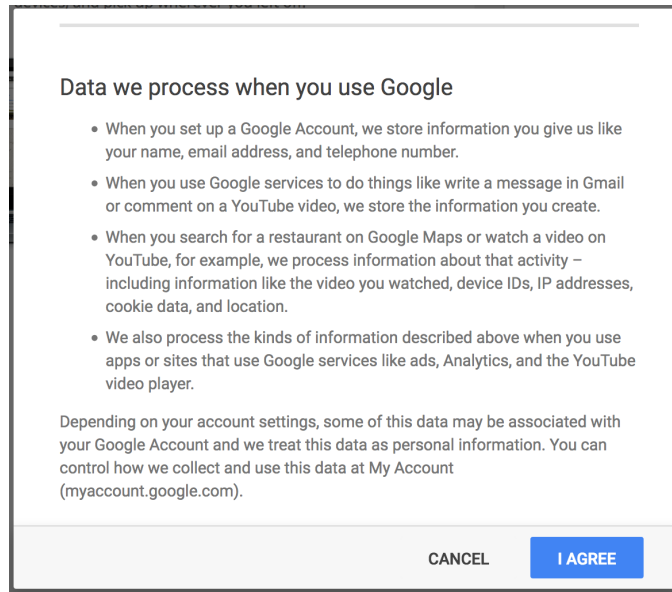 devices, and pick up wherever you left off.
Data we process when you use Google
• When you set up a Google Account, we store information you give us like
your name, email address, and telephone number.
• When you use Google services to do things like write a message in Gmail
or comment on a YouTube video, we store the information you create.
• When you search for a restaurant on Google Maps or watch a video on
YouTube, for example, we process information about that activity –
including information like the video you watched, device IDs, IP addresses,
cookie data, and location.
• We also process the kinds of information described above when you use
apps or sites that use Google services like ads, Analytics, and the YouTube
video player.
Depending on your account settings, some of this data may be associated with
your Google Account and we treat this data as personal information. You can
control how we collect and use this data at My Account
(myaccount.google.com).
CANCEL
I AGREE